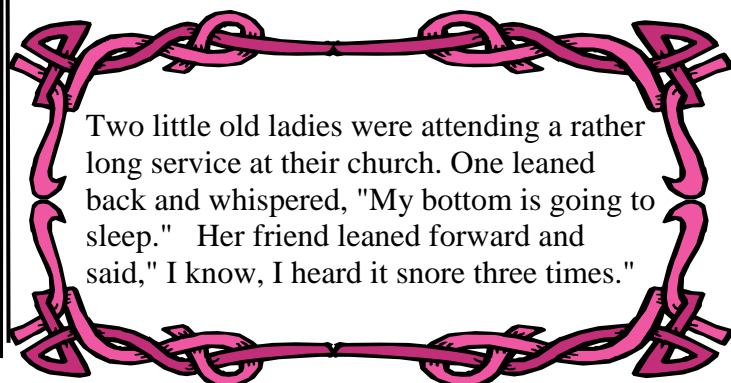 Two little old ladies were attending a rather
long service at their church. One leaned
back and whispered, "My bottom is going to
sleep."   Her friend leaned forward and
said," I know, I heard it snore three times."